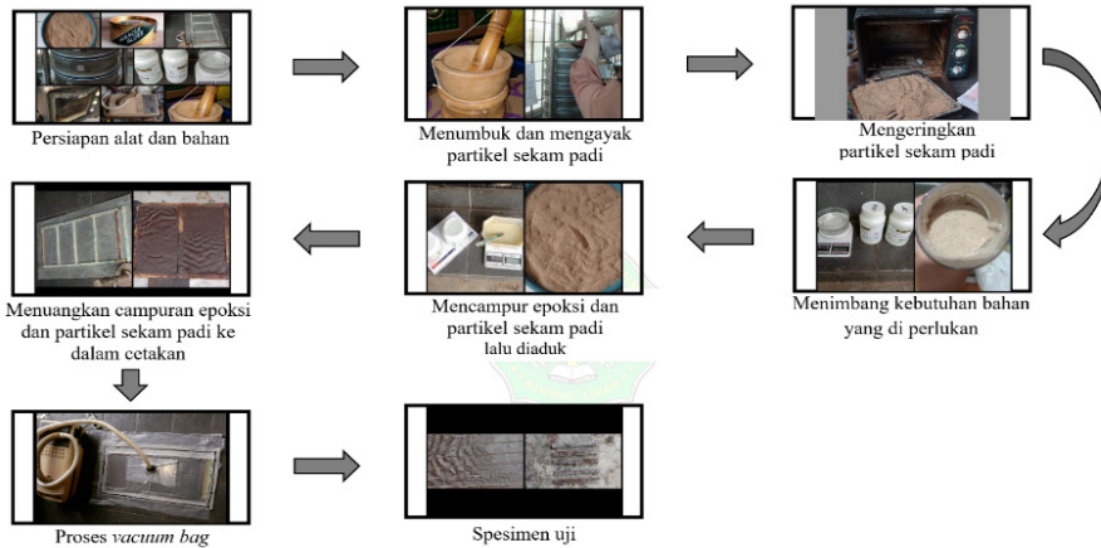 Persiapan alat dan bahan
Menumbuk dan mengayak
partikel sekam padi
Mengeringkan
partikel sekam padi
Menimbang kebutuhan bahan
yang di perlukan
Mencampur epoksi dan
partikel sekam padi
lalu diaduk
Menuangkan campuran epoksi
dan partikel sekam padi ke
dalam cetakan
Proses vacuum bag
Spesimen uji